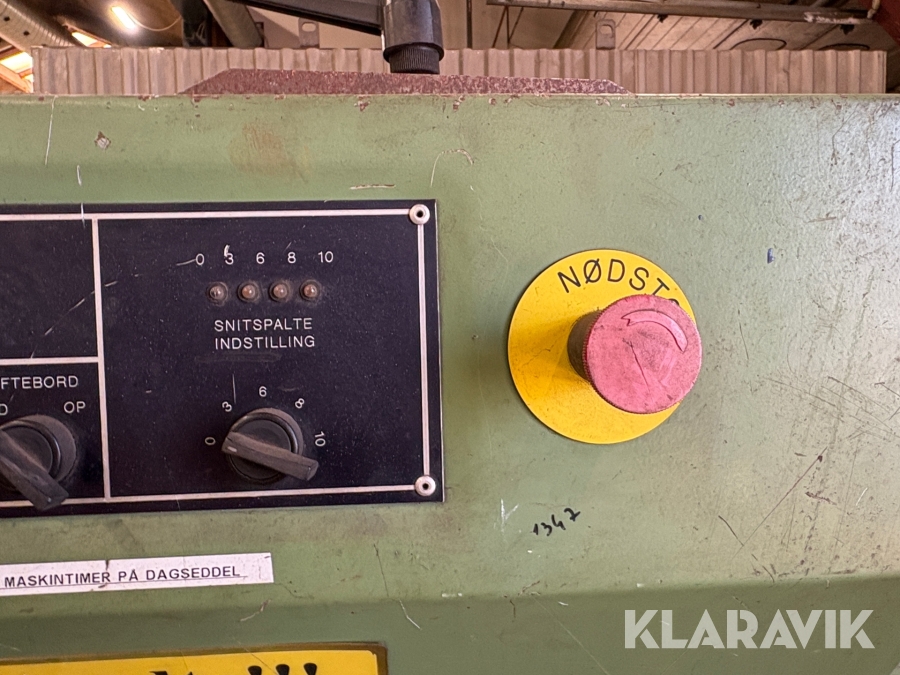 0 3 6 8 10
SNITSPALTE
INDSTILLING
FTEBORD
OP
0 3 6 8 10
NØDST
1347
MASKINTIMER PÅ DAGSEDDEL
KLARAVIK